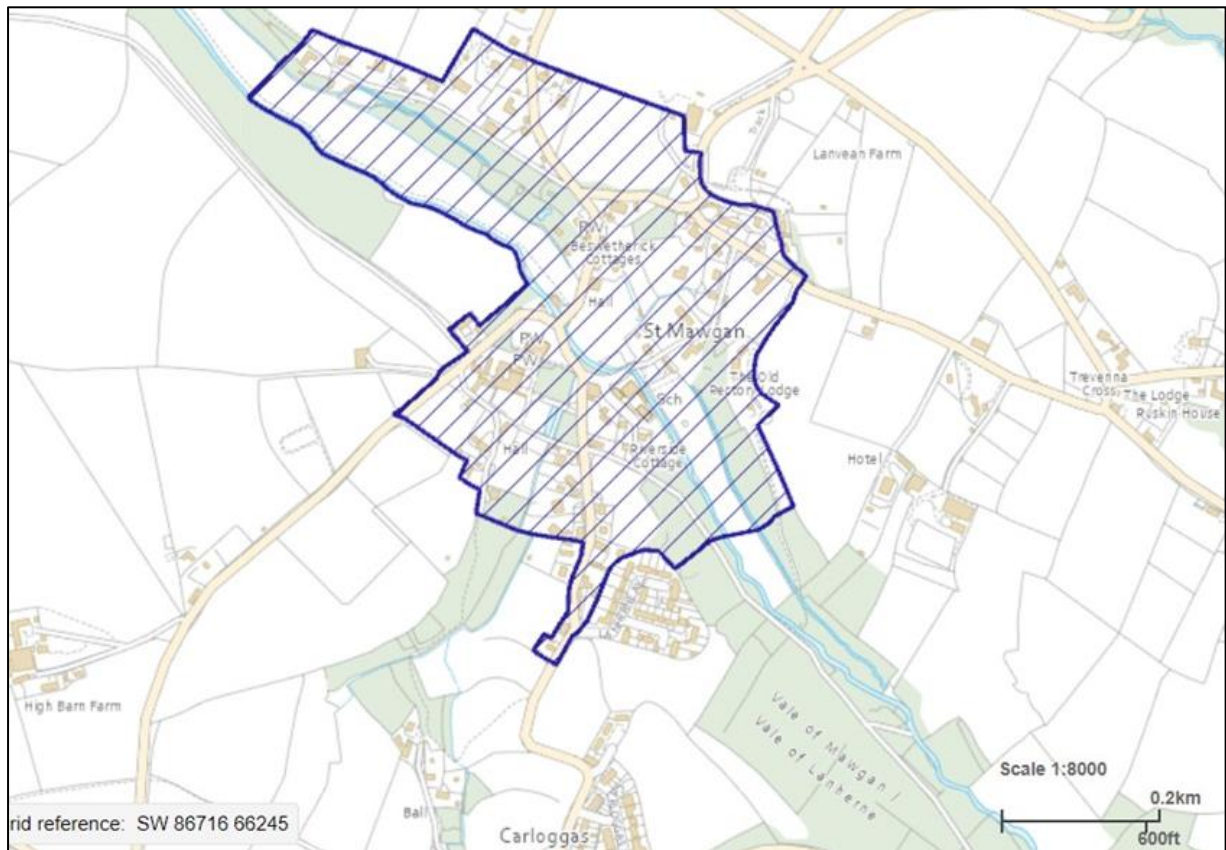 Track
Lanvean Farm
PW
Beswetherick
Cottages
Hall
St Mawgan
PW
PW
The Old
Rectory Lodge
Sch
Trevenna
Cross
The Lodge
Ruskin House
Hall
Riverside
Cottage
Hotel
High Barn Farm
Vale of Mawgan /
Vale of Lanherne
Scale 1:8000
0.2km
600ft
Ball
rid reference: SW 86716 66245
Carloggas